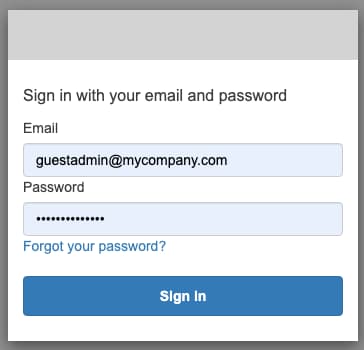 Sign in with your email and password
Email
guestadmin@mycompany.com
Password
••••••••••••••
Forgot your password?
Sign in